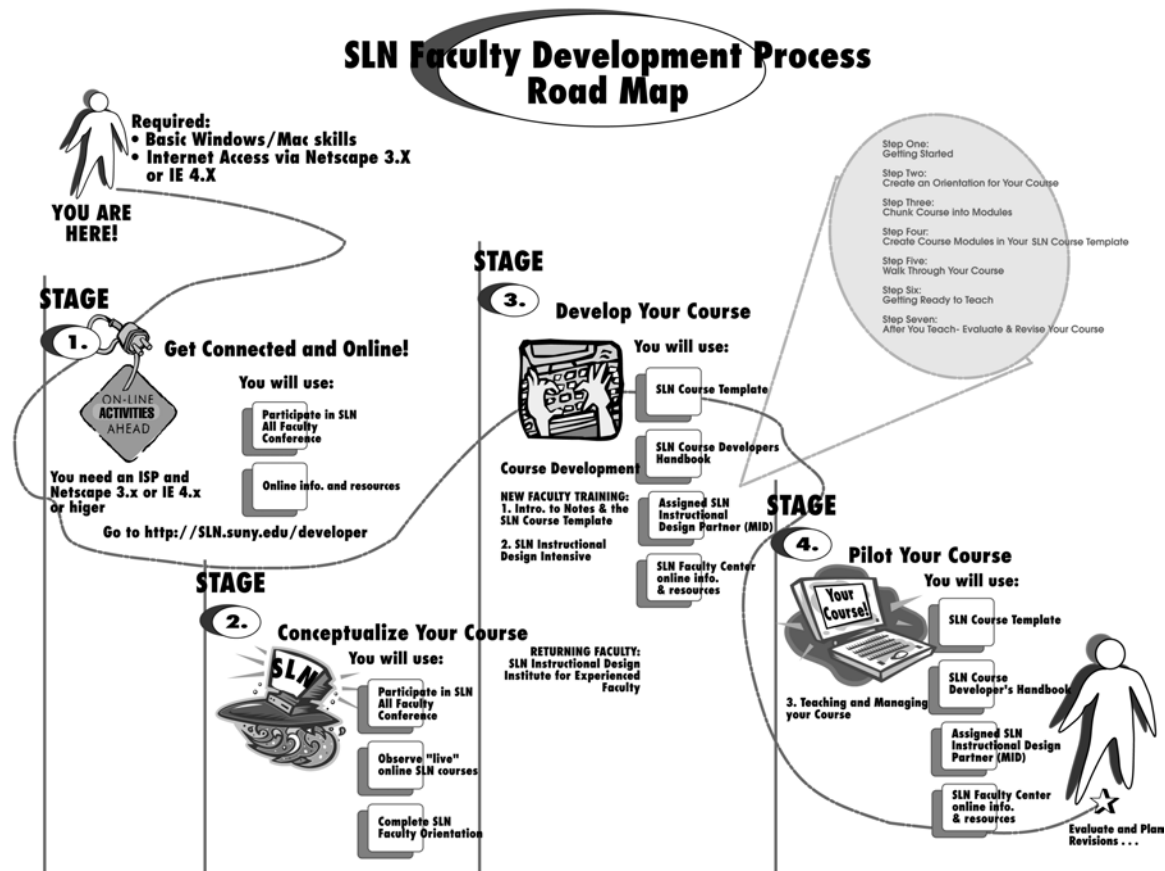 SLN Faculty Development Process
Road Map
Required:
• Basic Windows/Mac skills
• Internet Access via Netscape 3.X
or IE 4.X
YOU ARE
HERE!
Step One:
Getting Started
Step Two:
Create an Orientation for Your Course
Step Three:
Chunk Course into Modules
Step Four:
Create Course Modules in Your SLN Course Template
Step Five:
Walk Through Your Course
Step Six:
Getting Ready to Teach
Step Seven:
After You Teach- Evaluate & Revise Your Course
STAGE
1.
Get Connected and Online!
ON-LINE
ACTIVITIES
AHEAD
You will use:
Participate in SLN
All Faculty
Conference
Online info. and resources
You need an ISP and
Netscape 3.x or IE 4.x
or higer
Go to http://SLN.suny.edu/developer
STAGE
2.
Conceptualize Your Course
SLN
You will use:
Participate in SLN
All Faculty
Conference
Observe "live"
online SLN courses
Complete SLN
Faculty Orientation
STAGE
3.
Develop Your Course
You will use:
SLN Course Template
SLN Course Developers
Handbook
Assigned SLN
Instructional
Design Partner (MID)
SLN Faculty Center
online info.
& resources
Course Development
NEW FACULTY TRAINING:
1. Intro. to Notes & the
SLN Course Template
2. SLN Instructional
Design Intensive
RETURNING FACULTY:
SLN Instructional Design
Institute for Experienced
Faculty
STAGE
4.
Pilot Your Course
Your
Course!
You will use:
SLN Course Template
SLN Course
Developer's Handbook
Assigned SLN
Instructional Design
Partner (MID)
SLN Faculty Center
online info.
& resources
3. Teaching and Managing
your Course
Evaluate and Plan
Revisions . . .